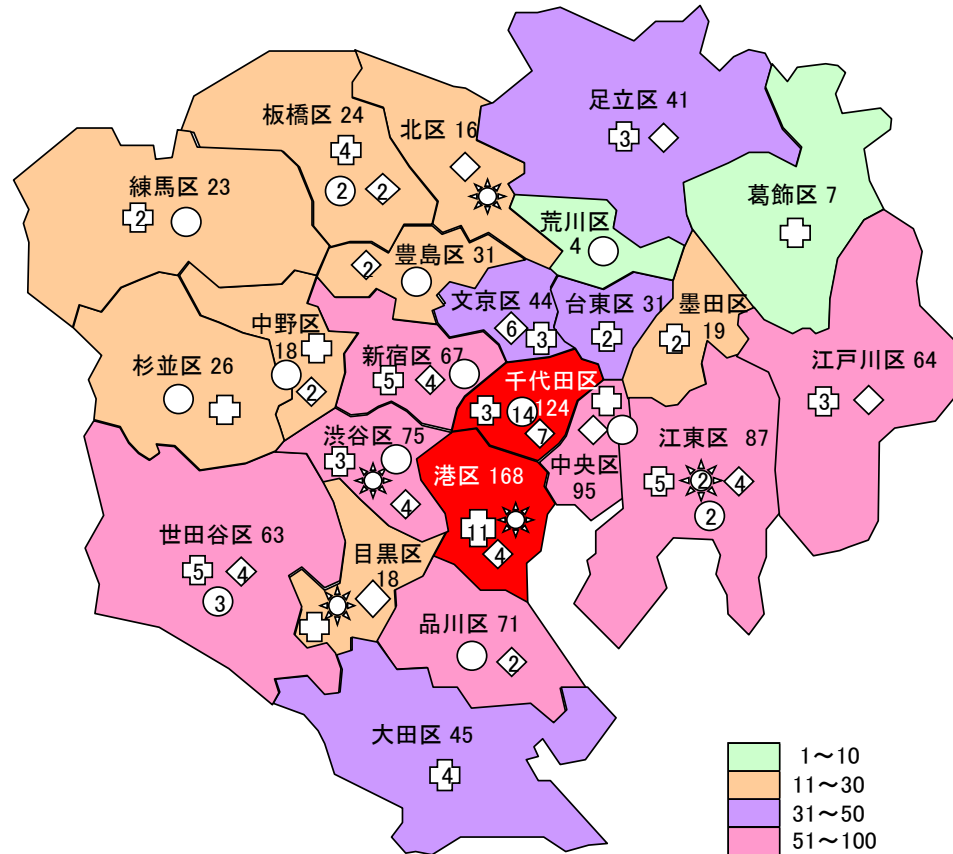 足立区 41
3
板橋区 24
4
2
2
北区 16
葛飾区 7
練馬区 23
2
荒川区
4
豊島区 31
2
文京区 44
6
3
台東区 31
2
墨田区
19
2
中野区
18
2
新宿区 67
5
4
千代田区
124
3
14
7
江戸川区 64
3
杉並区 26
渋谷区 75
3
4
港区 168
11
4
中央区
95
江東区 87
5
2
4
2
世田谷区 63
5
4
3
目黒区
18
品川区 71
2
大田区 45
4
1～10
11～30
31～50
51～100